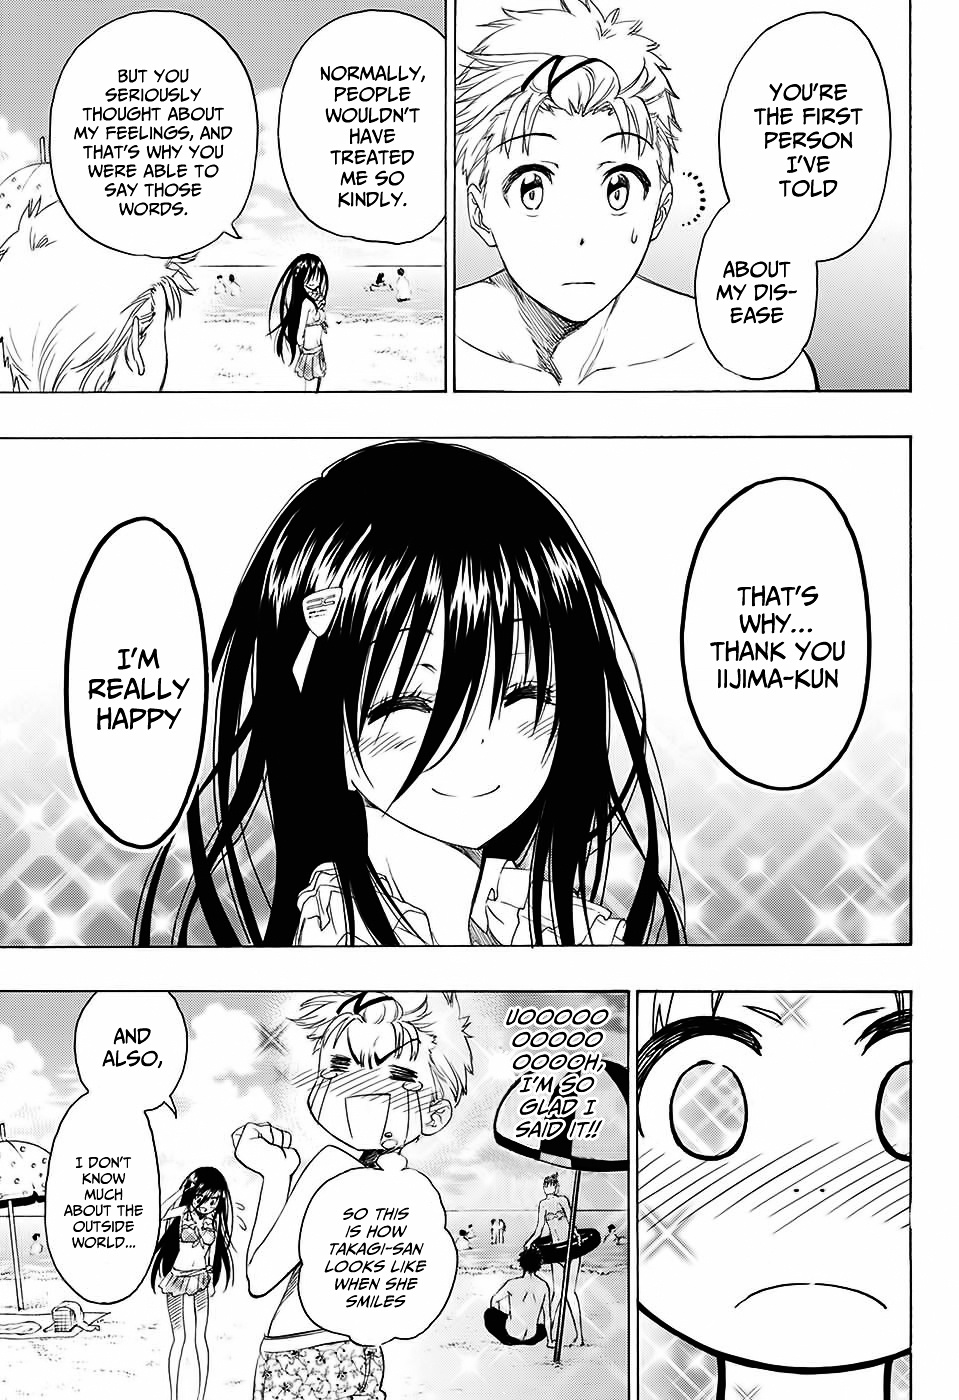 YOU'RE
THE FIRST
PERSON
I'VE
TOLD
ABOUT
MY DIS-
EASE
NORMALLY,
PEOPLE
WOULDN'T
HAVE
TREATED
ME SO
KINDLY.
BUT YOU
SERIOUSLY
THOUGHT ABOUT
MY FEELINGS, AND
THAT'S WHY YOU
WERE ABLE TO
SAY THOSE
WORDS.
THAT'S
WHY...
THANK YOU
IIJIMA-KUN
I'M
REALLY
HAPPY
UOOOOO
OOOOO
OOOOH,
I'M SO
GLAD I
SAID IT!!
SO THIS
IS HOW
TAKAGI-SAN
LOOKS LIKE
WHEN SHE
SMILES
AND
ALSO,
I DON'T
KNOW
MUCH
ABOUT THE
OUTSIDE
WORLD...